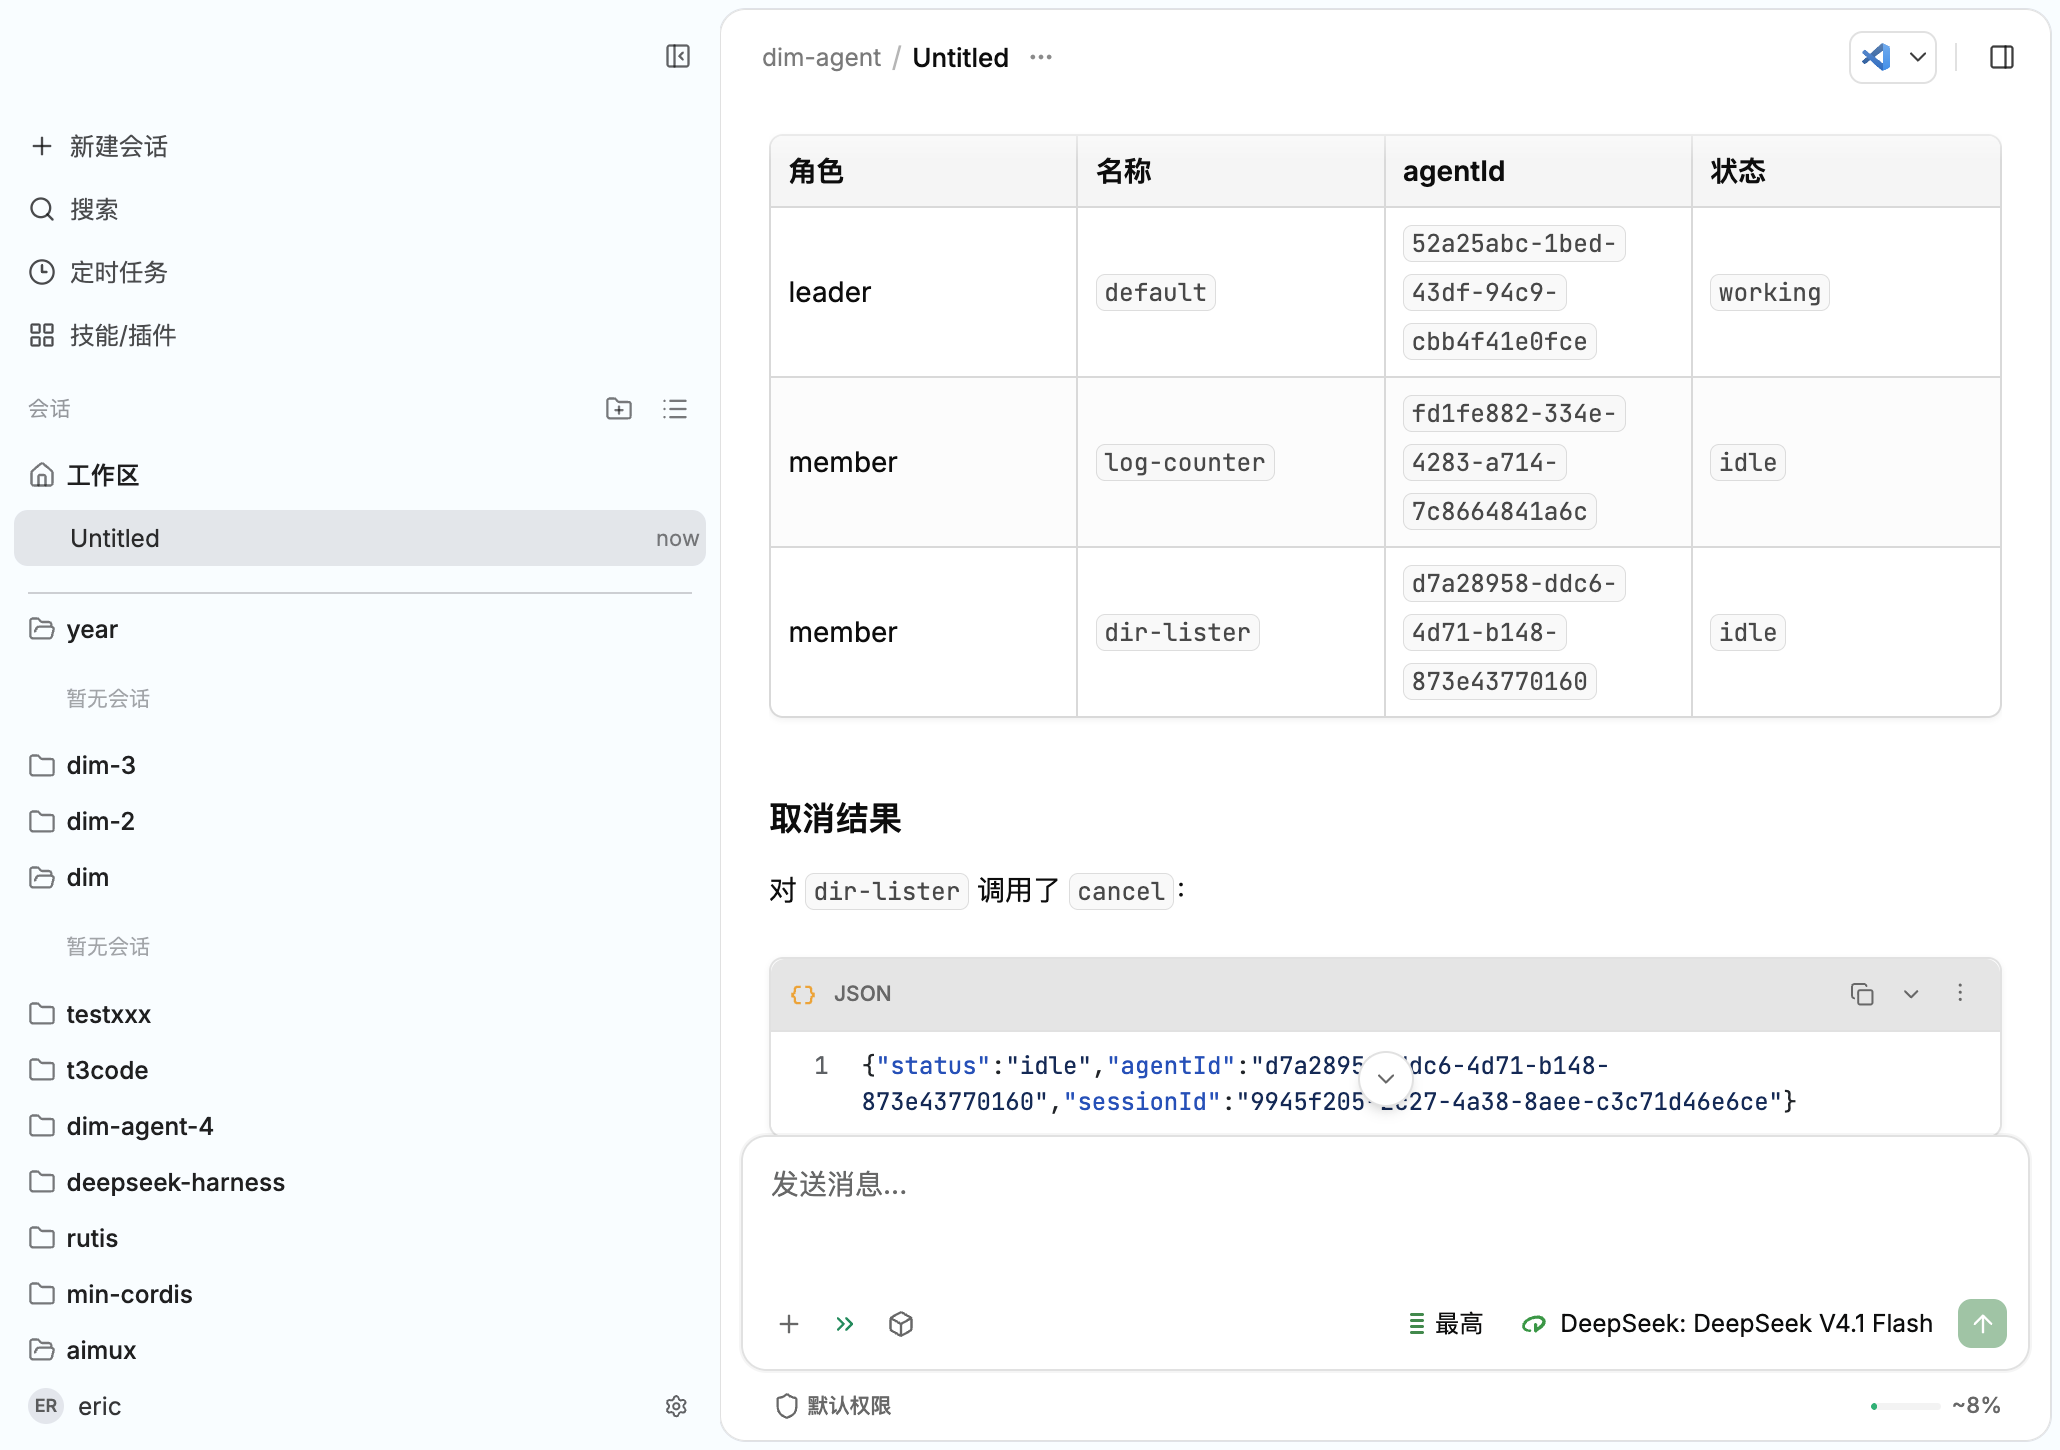 新建会话
搜索
定时任务
技能/插件
会话
工作区
Untitled now
year
暂无会话
dim-3
dim-2
dim
暂无会话
testxxx
t3code
dim-agent-4
deepseek-harness
rutis
min-cordis
aimux
ER eric
dim-agent / Untitled ···
角色 名称 agentId 状态
leader default 52a25abc-1bed-43df-94c9-cbb4f41e0fce working
member log-counter fd1fe882-334e-4283-a714-7c8664841a6c idle
member dir-lister d7a28958-ddc6-4d71-b148-873e43770160 idle
取消结果
对 dir-lister 调用了 cancel：
{} JSON
1 {"status":"idle","agentId":"d7a2895 dc6-4d71-b148-
873e43770160","sessionId":"9945f205- c27-4a38-8aee-c3c71d46e6ce"}
发送消息...
最高 DeepSeek: DeepSeek V4.1 Flash
默认权限 ~8%